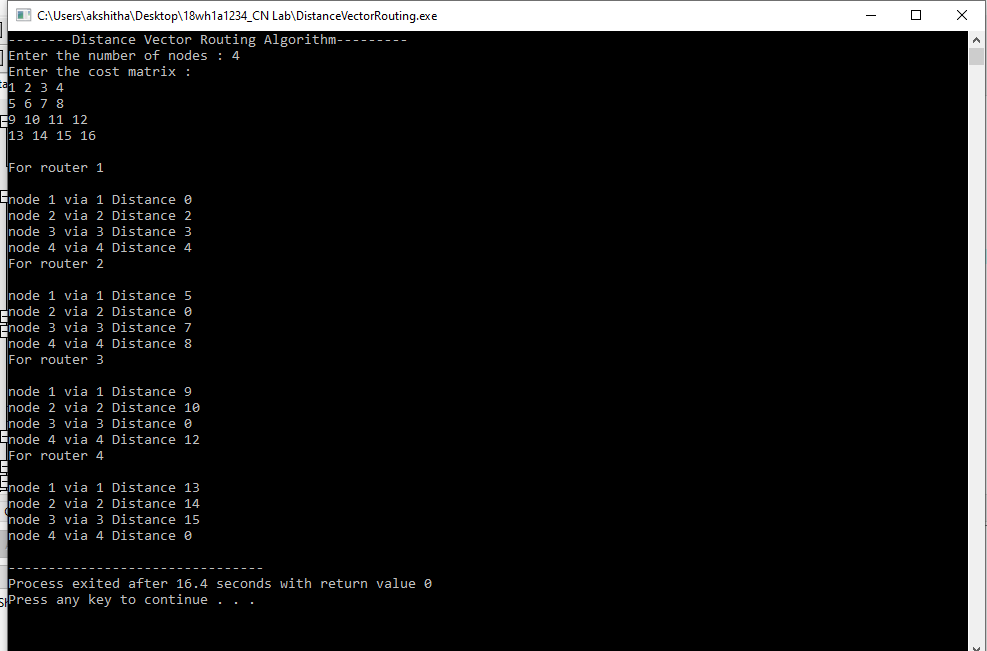 C:\Users\akshitha\Desktop\18wh1a1234_CN Lab\DistanceVectorRouting.exe
--------Distance Vector Routing Algorithm---------
Enter the number of nodes : 4
Enter the cost matrix :
1 2 3 4
5 6 7 8
9 10 11 12
13 14 15 16
For router 1
node 1 via 1 Distance 0
node 2 via 2 Distance 2
node 3 via 3 Distance 3
node 4 via 4 Distance 4
For router 2
node 1 via 1 Distance 5
node 2 via 2 Distance 0
node 3 via 3 Distance 7
node 4 via 4 Distance 8
For router 3
node 1 via 1 Distance 9
node 2 via 2 Distance 10
node 3 via 3 Distance 0
node 4 via 4 Distance 12
For router 4
node 1 via 1 Distance 13
node 2 via 2 Distance 14
node 3 via 3 Distance 15
node 4 via 4 Distance 0
--------------------------------
Process exited after 16.4 seconds with return value 0
Press any key to continue . . .